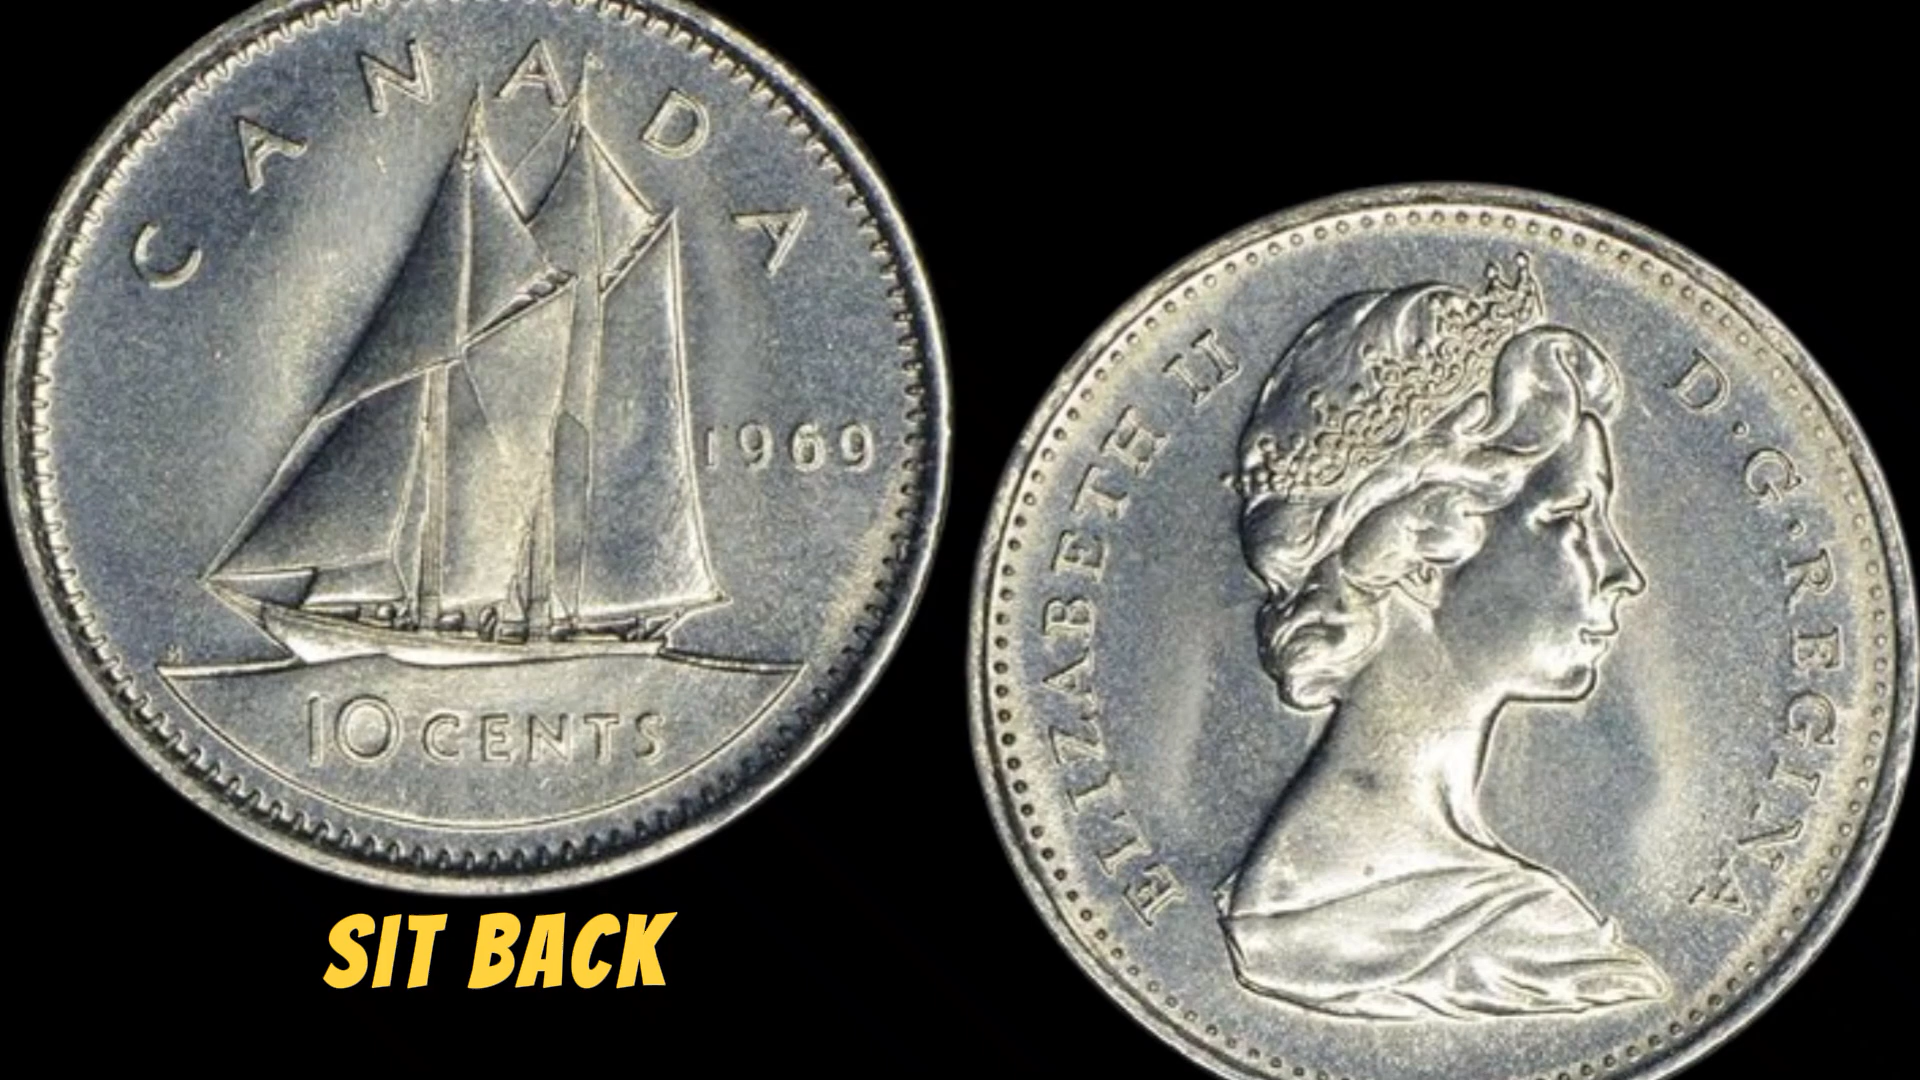 CANADA
1969
10 CENTS
SIT BACK
ELIZABETH II D·G·REGINA